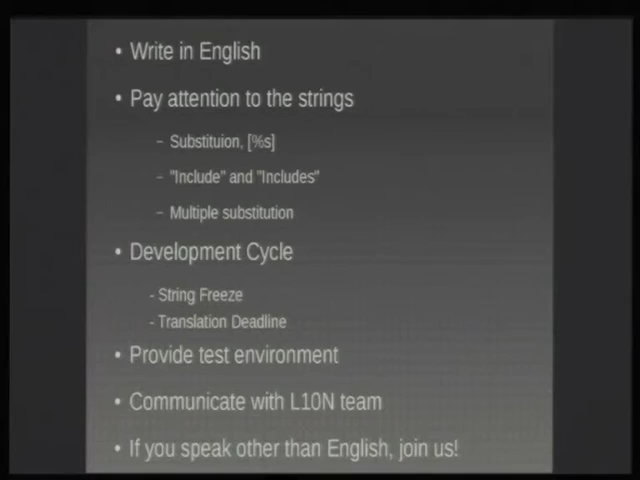 • Write in English
• Pay attention to the strings
– Substituion, [%s]
– "Include" and "Includes"
– Multiple substitution
• Development Cycle
- String Freeze
- Translation Deadline
• Provide test environment
• Communicate with L10N team
• If you speak other than English, join us!